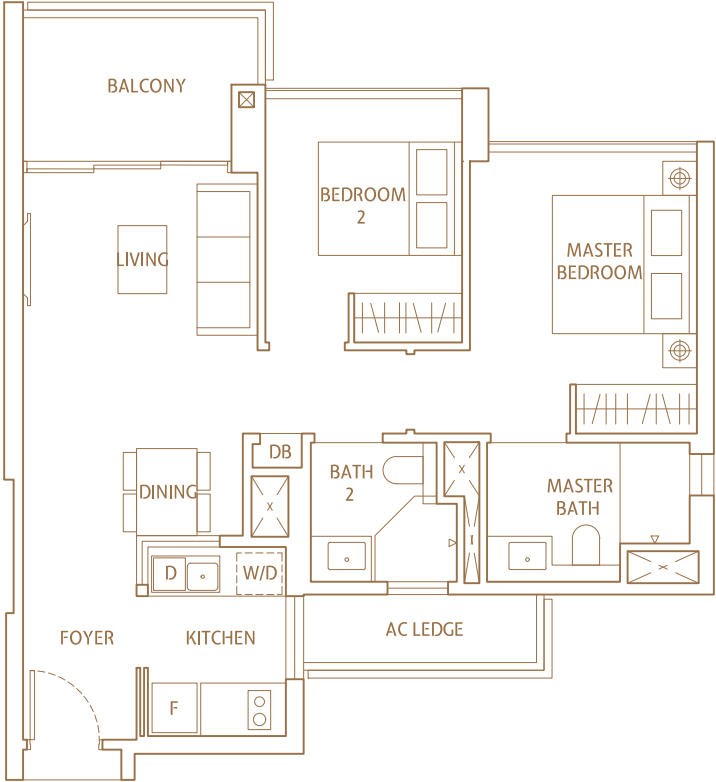 BALCONY
BEDROOM
2
LIVING
MASTER
BEDROOM
DB
BATH
2
DINING
MASTER
BATH
D
W/D
FOYER
KITCHEN
AC LEDGE
F